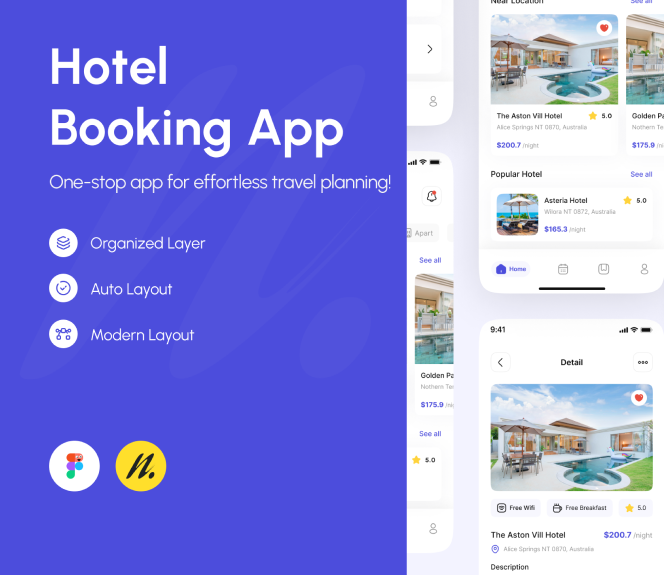 Hotel
Booking App
One-stop app for effortless travel planning!
Organized Layer
Auto Layout
Modern Layout
Apart
See all
Golden Pa
Nothern Te
$175.9 /ni
See all
5.0
Near Location
See all
The Aston Vill Hotel
5.0
Alice Springs NT 0870, Australia
$200.7 /night
Golden Pa
Nothern Te
$175.9 /ni
Popular Hotel
See all
Asteria Hotel
5.0
Wilora NT 0872, Australia
$165.3 /night
Home
9:41
Detail
Free Wifi
Free Breakfast
5.0
The Aston Vill Hotel
$200.7 /night
Alice Springs NT 0870, Australia
Description